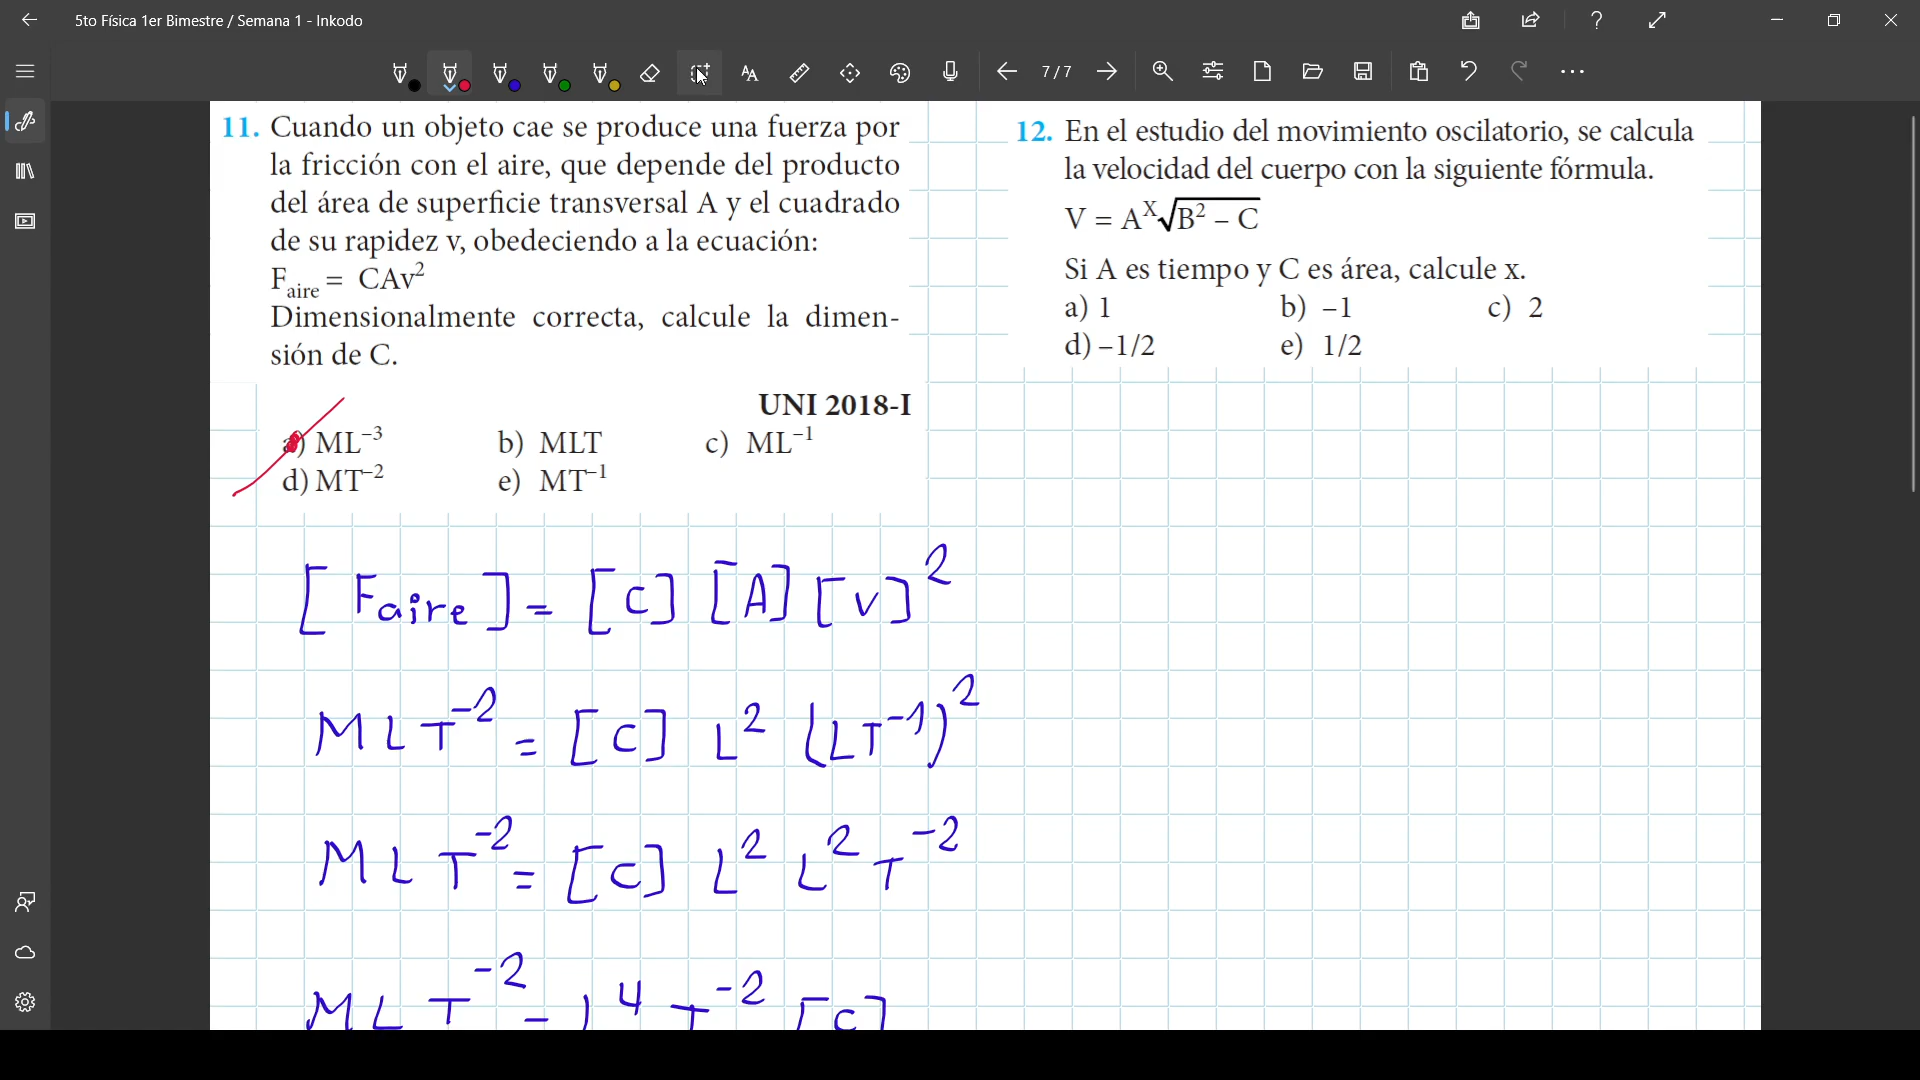 5to Física 1er Bimestre / Semana 1 - Inkodo
7/7
11. Cuando un objeto cae se produce una fuerza por
la fricción con el aire, que depende del producto
del área de superficie transversal A y el cuadrado
de su rapidez v, obedeciendo a la ecuación:
F_aire = CAv²
Dimensionalmente correcta, calcule la dimen-
sión de C.
UNI 2018-I
a) ML⁻³ b) MLT c) ML⁻¹
d) MT⁻² e) MT⁻¹
[Faire] = [C] [A] [v]²
MLT⁻² = [C] L² (LT⁻¹)²
MLT⁻² = [C] L² L² T⁻²
MLT⁻² = L⁴ T⁻² [C]
12. En el estudio del movimiento oscilatorio, se calcula
la velocidad del cuerpo con la siguiente fórmula.
V = Aˣ√(B² – C)
Si A es tiempo y C es área, calcule x.
a) 1 b) –1 c) 2
d) –1/2 e) 1/2